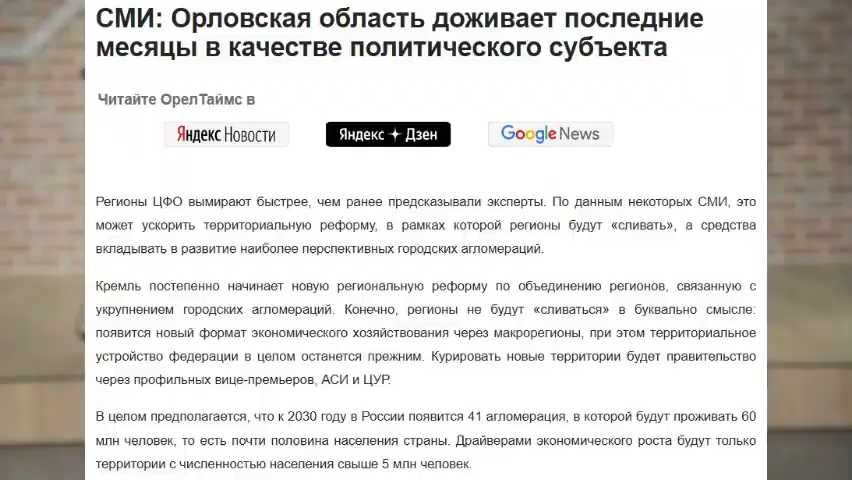 СМИ: Орловская область доживает последние
месяцы в качестве политического субъекта
Читайте ОрелТаймс в
Яндекс Новости
Яндекс Дзен
Google News
Регионы ЦФО вымирают быстрее, чем ранее предсказывали эксперты. По данным некоторых СМИ, это
может ускорить территориальную реформу, в рамках которой регионы будут «сливать», а средства
вкладывать в развитие наиболее перспективных городских агломераций.
Кремль постепенно начинает новую региональную реформу по объединению регионов, связанную с
укрупнением городских агломераций. Конечно, регионы не будут «сливаться» в буквально смысле:
появится новый формат экономического хозяйствования через макрорегионы, при этом территориальное
устройство федерации в целом останется прежним. Курировать новые территории будет правительство
через профильных вице-премьеров, АСИ и ЦУР.
В целом предполагается, что к 2030 году в России появится 41 агломерация, в которой будут проживать 60
млн человек, то есть почти половина населения страны. Драйверами экономического роста будут только
территории с численностью населения свыше 5 млн человек.